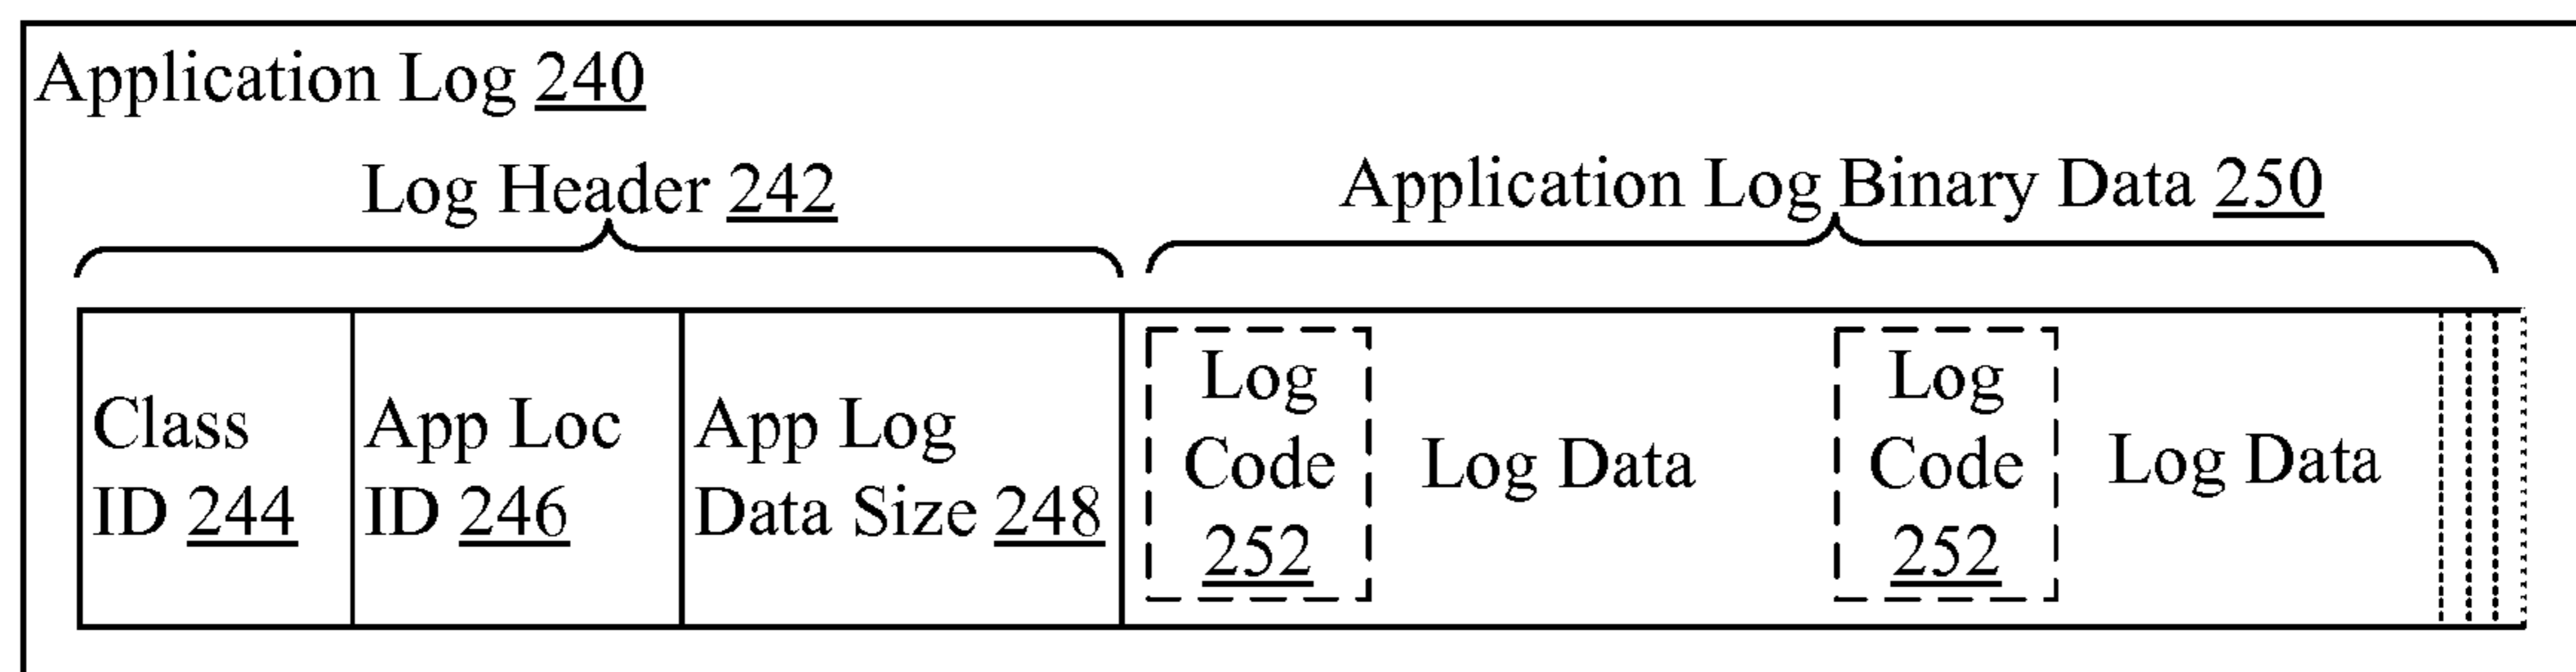 Application Log 240
Log Header 242
Application Log Binary Data 250
Class
ID 244
App Loc
ID 246
App Log
Data Size 248
Log
Code
252
Log Data
Log
Code
252
Log Data